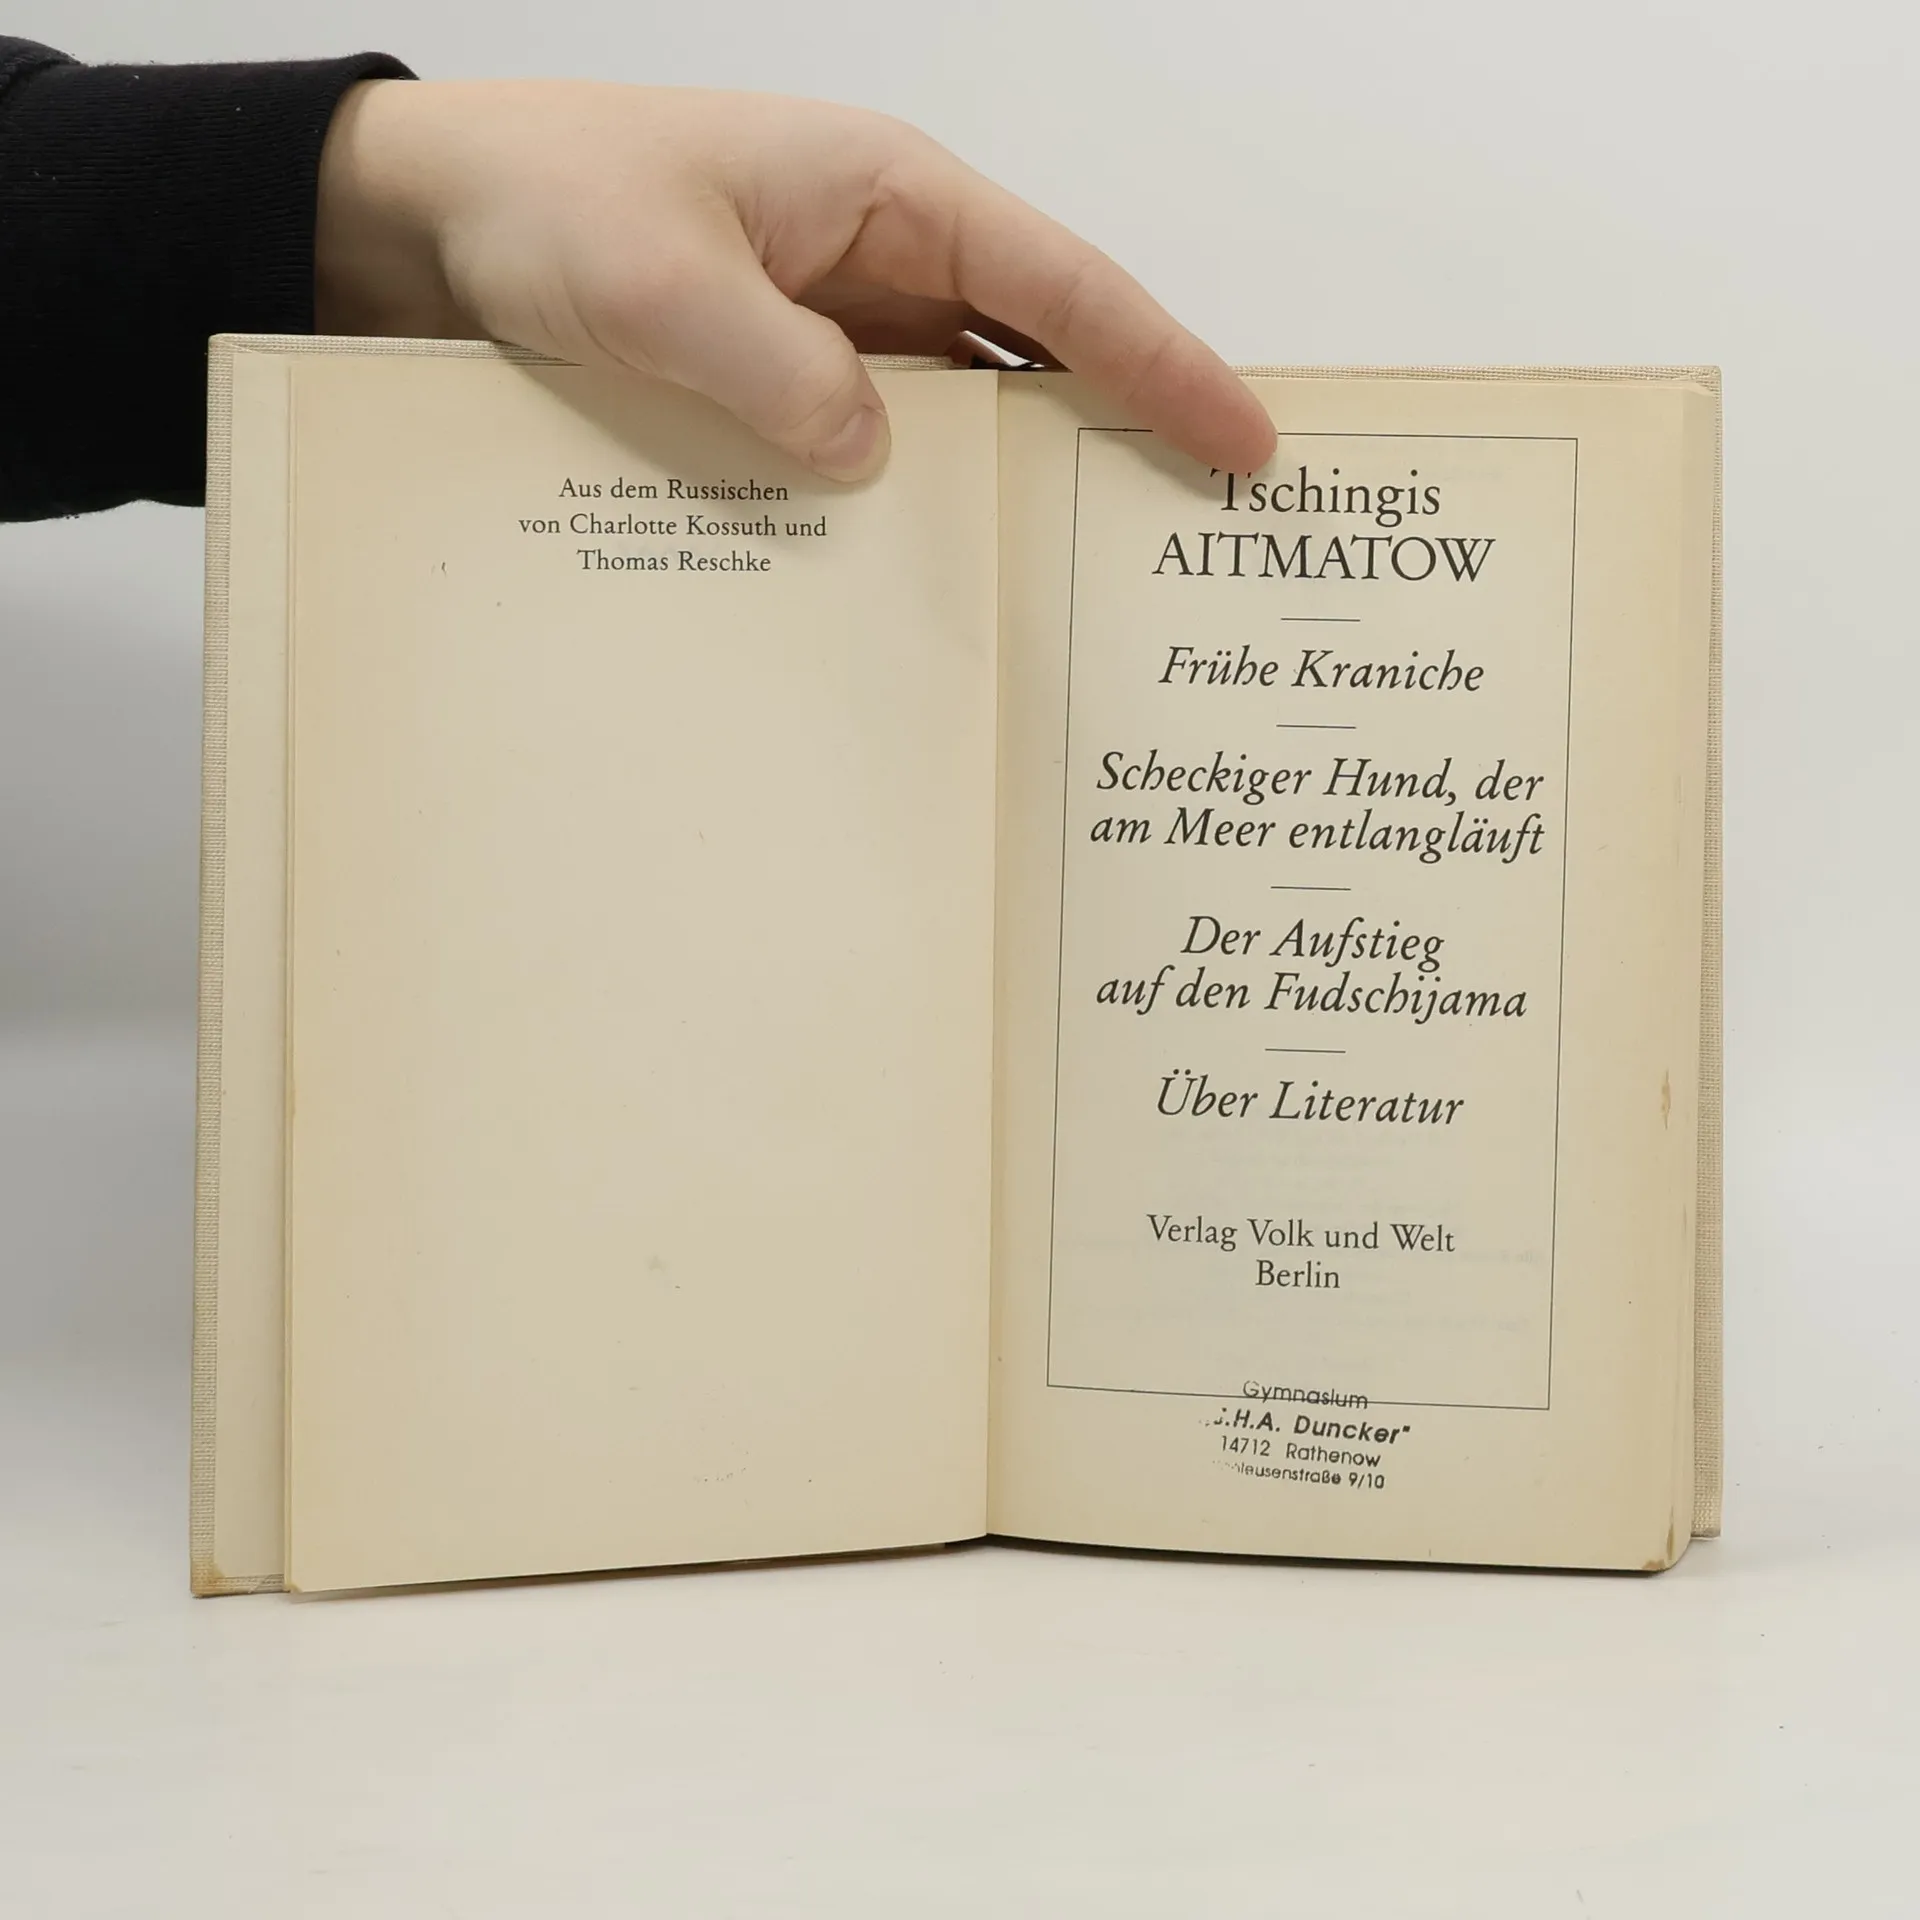 Aus dem Russischen
von Charlotte Kossuth und
Thomas Reschke
Tschingis
AITMATOW
Frühe Kraniche
Scheckiger Hund, der
am Meer entlangläuft
Der Aufstieg
auf den Fudschijama
Über Literatur
Verlag Volk und Welt
Berlin
Gymnasium
J.H.A. Duncker"
14712 Rathenow
9/10